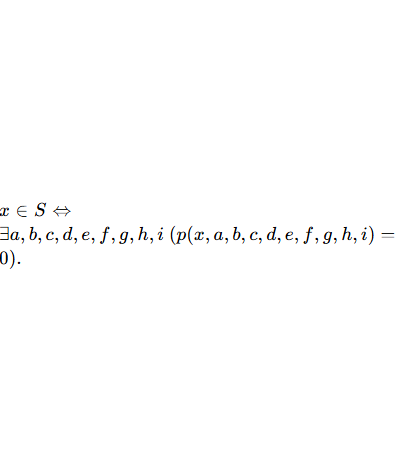 x ∈ S ⇔
∃a, b, c, d, e, f, g, h, i (p(x, a, b, c, d, e, f, g, h, i) =
0).